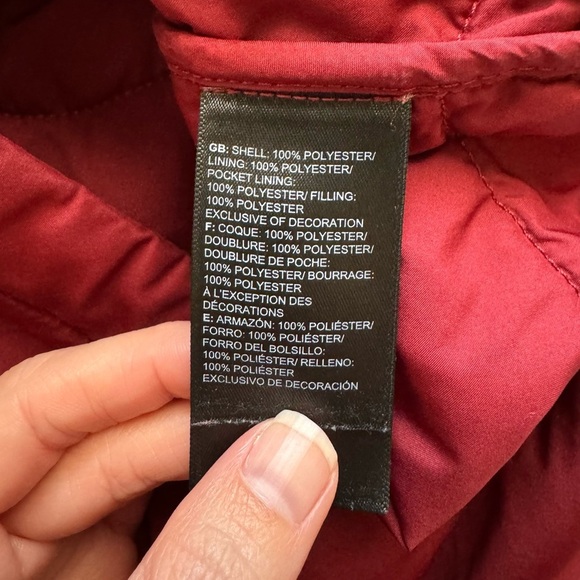 GB: SHELL: 100% POLYESTER/
LINING: 100% POLYESTER/
POCKET LINING:
100% POLYESTER/ FILLING:
100% POLYESTER
EXCLUSIVE OF DECORATION
F: COQUE: 100% POLYESTER/
DOUBLURE: 100% POLYESTER/
DOUBLURE DE POCHE:
100% POLYESTER/ BOURRAGE:
100% POLYESTER
À L'EXCEPTION DES
DÉCORATIONS
E: ARMAZÓN: 100% POLIÉSTER/
FORRO: 100% POLIÉSTER/
FORRO DEL BOLSILLO:
100% POLIÉSTER/ RELLENO:
100% POLIÉSTER
EXCLUSIVO DE DECORACIÓN